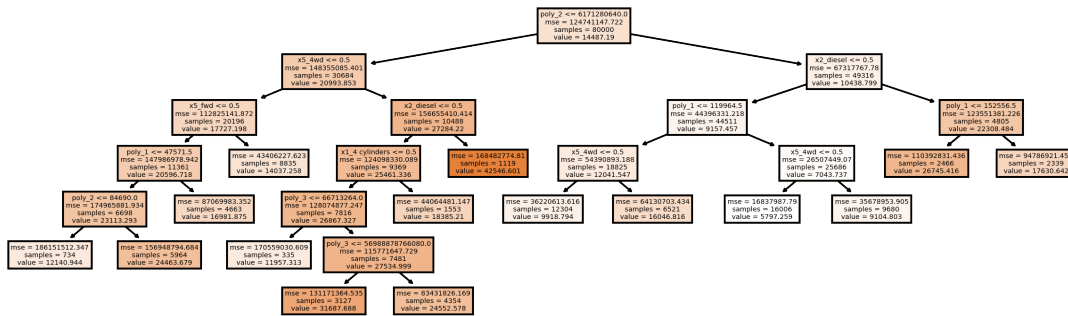 poly_2 <= 6171280640.0
mse = 124741147.722
samples = 80000
value = 14487.19
x5_4wd <= 0.5
mse = 148355085.401
samples = 30684
value = 20993.853
x2_diesel <= 0.5
mse = 67317767.78
samples = 49316
value = 10438.799
x5_fwd <= 0.5
mse = 112825141.872
samples = 20196
value = 17727.198
x2_diesel <= 0.5
mse = 156655410.414
samples = 10488
value = 27284.22
poly_1 <= 119964.5
mse = 44396331.218
samples = 44511
value = 9157.457
poly_1 <= 152556.5
mse = 123551381.226
samples = 4805
value = 22308.484
poly_1 <= 47571.5
mse = 147986978.942
samples = 11361
value = 20596.718
mse = 43406227.623
samples = 8835
value = 14037.258
x1_4 cylinders <= 0.5
mse = 124098330.089
samples = 9369
value = 25461.336
mse = 168482774.81
samples = 1119
value = 42546.601
x5_4wd <= 0.5
mse = 54390893.188
samples = 18825
value = 12041.547
x5_4wd <= 0.5
mse = 26507449.07
samples = 25686
value = 7043.737
mse = 110392831.436
samples = 2466
value = 26745.416
mse = 94786921.45
samples = 2339
value = 17630.642
poly_2 <= 84690.0
mse = 174965881.934
samples = 6698
value = 23113.293
mse = 87069983.352
samples = 4663
value = 16981.875
poly_3 <= 66713264.0
mse = 128074877.247
samples = 7816
value = 26867.327
mse = 44064481.147
samples = 1553
value = 18385.21
mse = 36220613.616
samples = 12304
value = 9918.794
mse = 64130703.434
samples = 6521
value = 16046.816
mse = 16837987.79
samples = 16006
value = 5797.259
mse = 35678953.905
samples = 9680
value = 9104.803
mse = 186151512.347
samples = 734
value = 12140.944
mse = 156948794.684
samples = 5964
value = 24463.679
mse = 170559030.609
samples = 335
value = 11957.313
poly_3 <= 56988878766080.0
mse = 115771647.729
samples = 7481
value = 27534.999
mse = 131171364.535
samples = 3127
value = 31687.688
mse = 83431826.169
samples = 4354
value = 24552.578